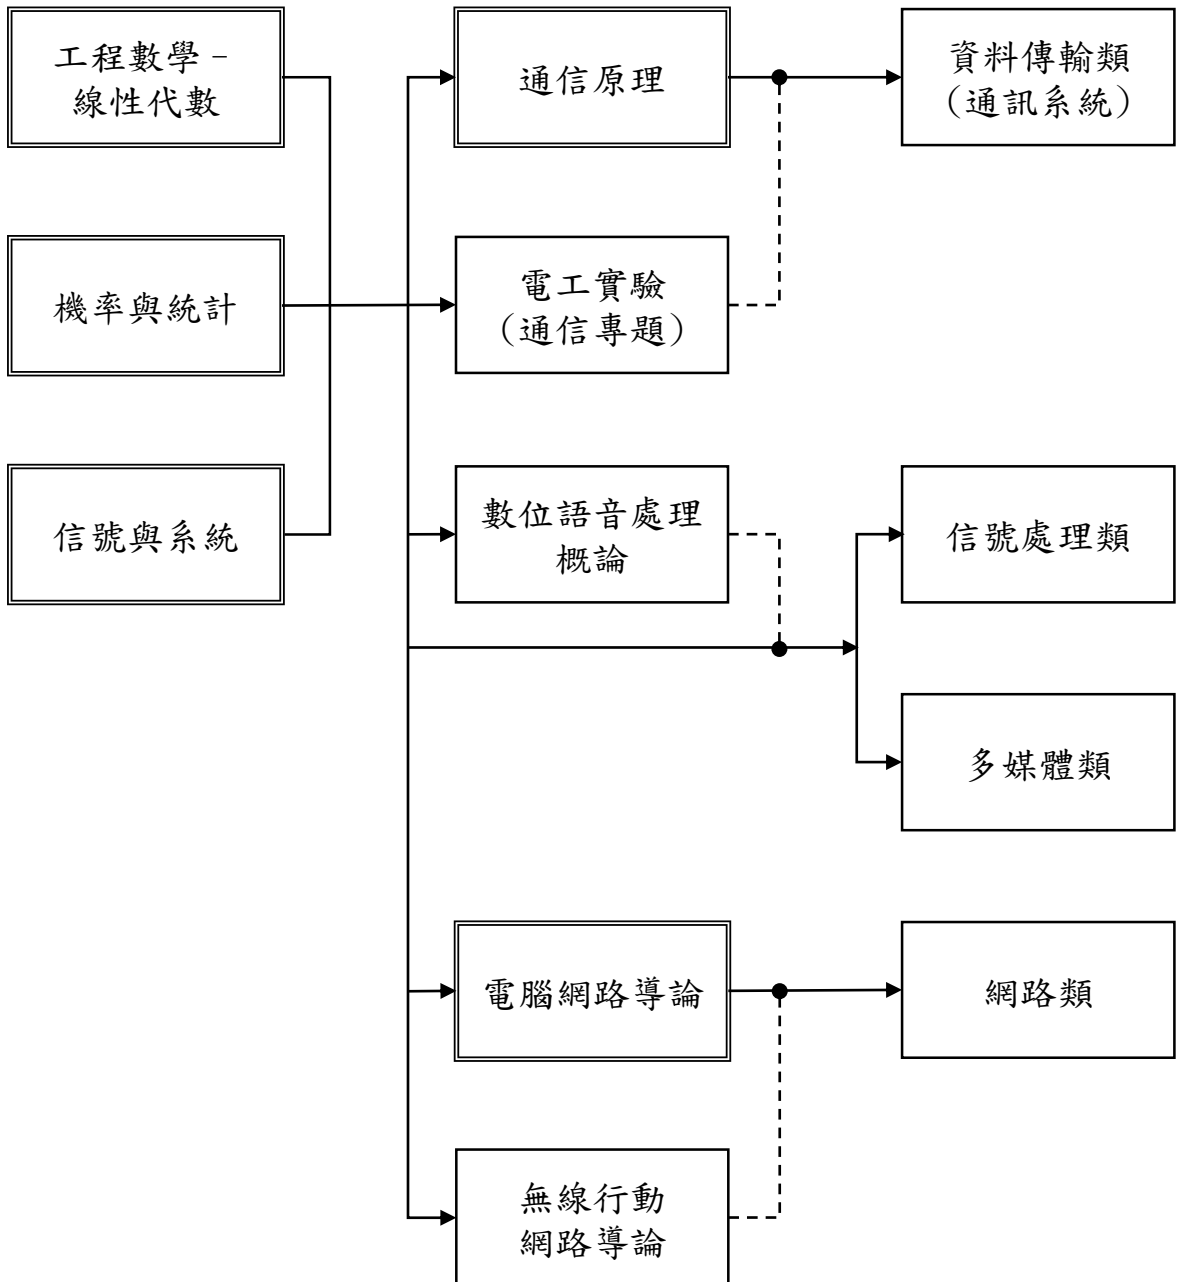 工程數學 -
線性代數
通信原理
資料傳輸類
(通訊系統)
機率與統計
電工實驗
(通信專題)
信號與系統
數位語音處理
概論
信號處理類
多媒體類
電腦網路導論
網路類
無線行動
網路導論